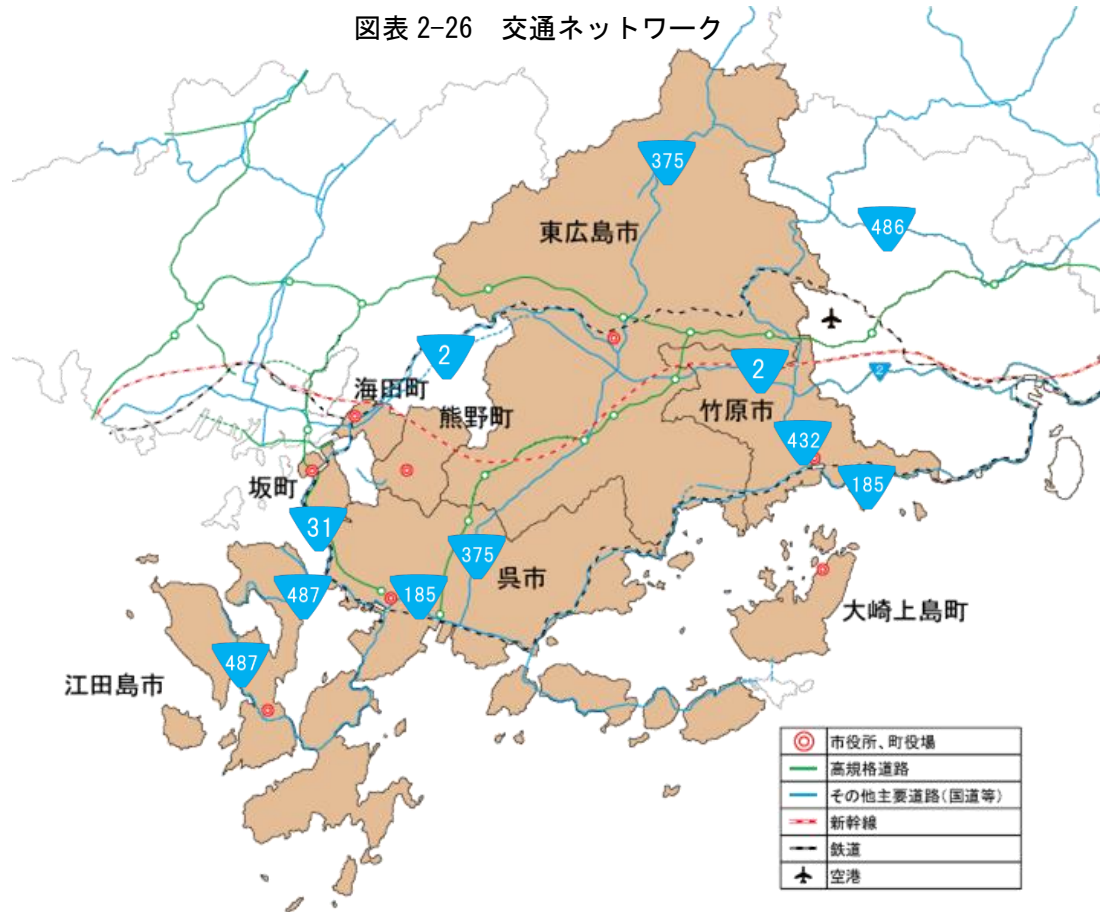 図表 2-26 交通ネットワーク
375
東広島市
486
2
2
2
海田町
熊野町
竹原市
432
坂町
185
31
375
呉市
487
185
大崎上島町
487
江田島市
市役所、町役場
高規格道路
その他主要道路(国道等)
新幹線
鉄道
空港